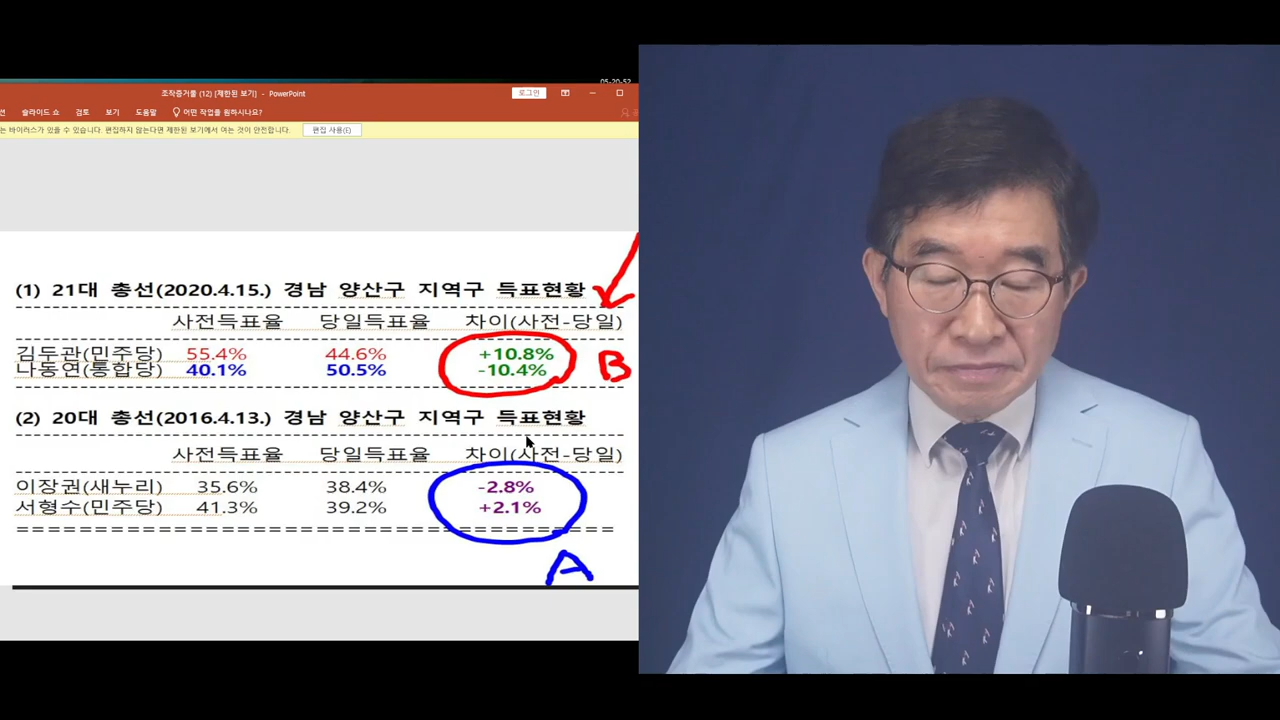 05-20-52
조작증거물 (12) [제한된 보기] - PowerPoint
로그인
션 슬라이드 쇼 검토 보기 도움말 어떤 작업을 원하시나요?
는 바이러스가 있을 수 있습니다. 편집하지 않는다면 제한된 보기에서 여는 것이 안전합니다. 편집 사용(E)
(1) 21대 총선(2020.4.15.) 경남 양산구 지역구 득표현황
사전득표율 당일득표율 차이(사전-당일)
김두관(민주당) 55.4% 44.6% +10.8%
나동연(통합당) 40.1% 50.5% -10.4%
B
(2) 20대 총선(2016.4.13.) 경남 양산구 지역구 득표현황
사전득표율 당일득표율 차이(사전-당일)
이장권(새누리) 35.6% 38.4% -2.8%
서형수(민주당) 41.3% 39.2% +2.1%
A